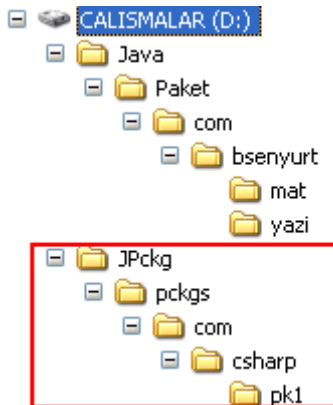 CALISMALAR (D:)
Java
Paket
com
bsenyurt
mat
yazi
JPckg
pckgs
com
csharp
pk1